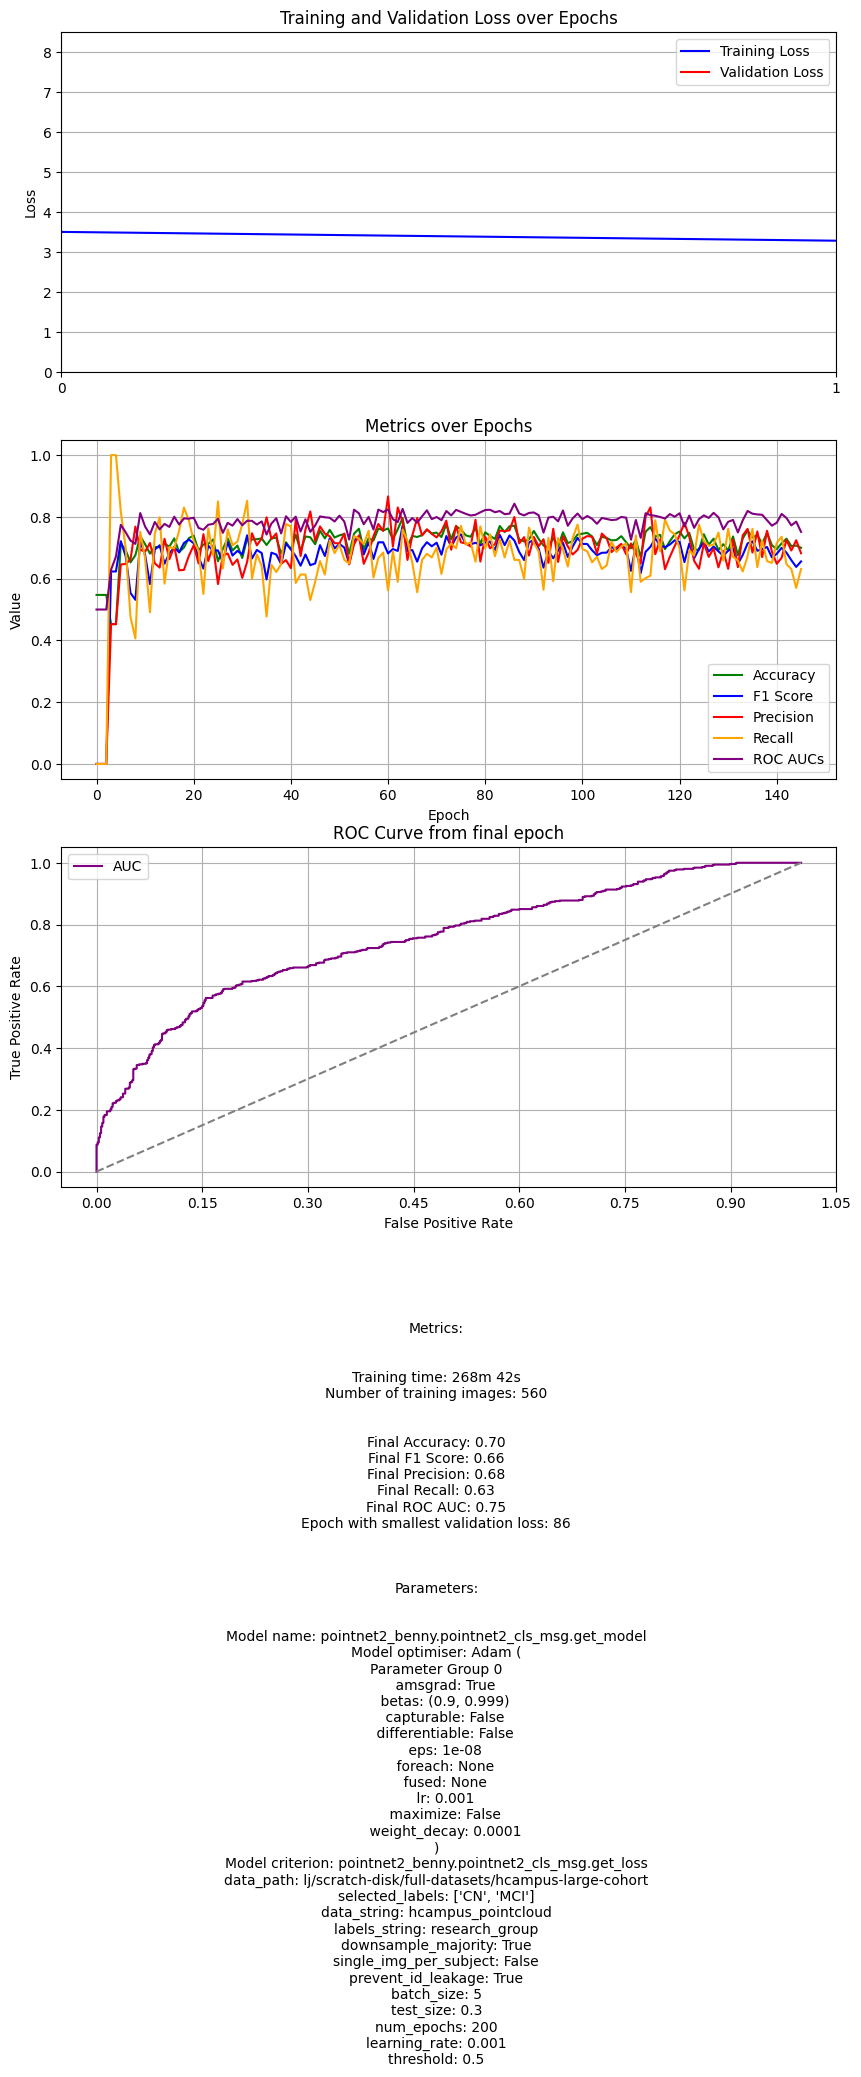 Training and Validation Loss over Epochs
8
7
6
5
4
3
2
1
0
Loss
0
1
Training Loss
Validation Loss
Metrics over Epochs
1.0
0.8
0.6
0.4
0.2
0.0
Value
0
20
40
60
80
100
120
140
Epoch
Accuracy
F1 Score
Precision
Recall
ROC AUCs
ROC Curve from final epoch
AUC
1.0
0.8
0.6
0.4
0.2
0.0
True Positive Rate
0.00
0.15
0.30
0.45
0.60
0.75
0.90
1.05
False Positive Rate
Metrics:
Training time: 268m 42s
Number of training images: 560
Final Accuracy: 0.70
Final F1 Score: 0.66
Final Precision: 0.68
Final Recall: 0.63
Final ROC AUC: 0.75
Epoch with smallest validation loss: 86
Parameters:
Model name: pointnet2_benny.pointnet2_cls_msg.get_model
Model optimiser: Adam (
Parameter Group 0
amsgrad: True
betas: (0.9, 0.999)
capturable: False
differentiable: False
eps: 1e-08
foreach: None
fused: None
lr: 0.001
maximize: False
weight_decay: 0.0001
)
Model criterion: pointnet2_benny.pointnet2_cls_msg.get_loss
data_path: lj/scratch-disk/full-datasets/hcampus-large-cohort
selected_labels: ['CN', 'MCI']
data_string: hcampus_pointcloud
labels_string: research_group
downsample_majority: True
single_img_per_subject: False
prevent_id_leakage: True
batch_size: 5
test_size: 0.3
num_epochs: 200
learning_rate: 0.001
threshold: 0.5